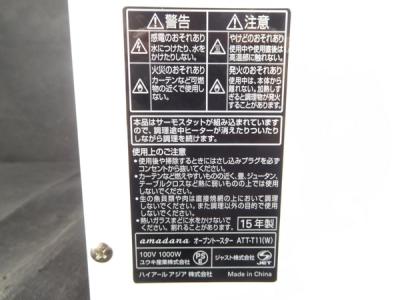 ⚠警告
感電のおそれあり
水につけたり、水を
かけたりしない。
火災のおそれあり
カーテンなど可燃
物の近くで使用し
ない。
⚠注意
やけどのおそれあり
使用中や使用直後は
高温部に触れない。
発火のおそれあり
使用中は、本体から
離れない。加熱しす
ぎると調理物が発火
することがあります。
本品はサーモスタットが組み込まれています
ので、調理途中ヒーターが消えたりついたりし
ながら調理を続けます。
使用上のご注意
・使用後や掃除するときにはさし込みプラグを必ず
コンセントから抜いてください。
・カーテンなど燃えやすいものの近く、畳、ジュータン、
テーブルクロスなど熱に弱いものの上で使用
しないでください。
・生の魚貝類や肉は直接焼網の上において調理
しないでください。また、以外の調理の目的で
使用しないでください。
・熱いガラスまどに水をかけないで
ください。割れることがあります。
15年製
amadana オーブントースター ATT-T11(W)
100V 1000W
ユウキ産業株式会社
PS
E
ジャスト株式会社
JET
ハイアール アジア 株式会社
Made in China